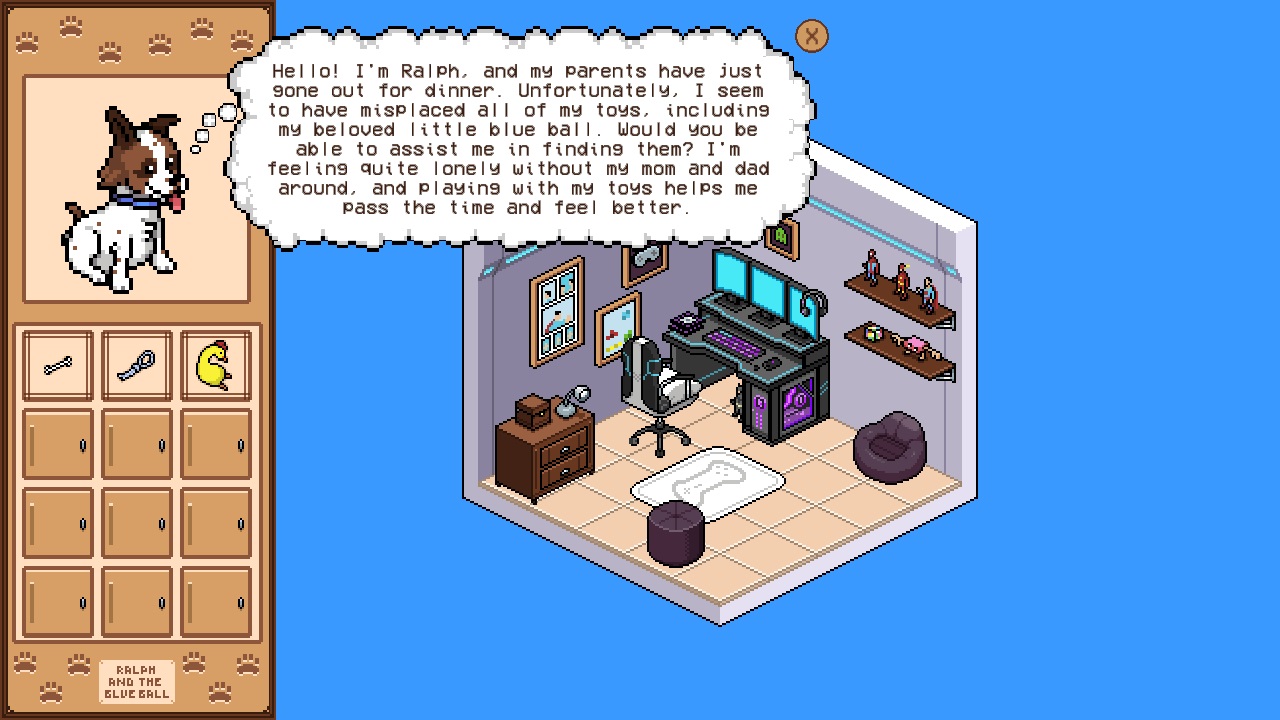 Hello! I'm Ralph, and my parents have just
gone out for dinner. Unfortunately, I seem
to have misplaced all of my toys, including
my beloved little blue ball. Would you be
able to assist me in finding them? I'm
feeling quite lonely without my mom and dad
around, and playing with my toys helps me
pass the time and feel better.
X
RALPH
AND THE
BLUE BALL